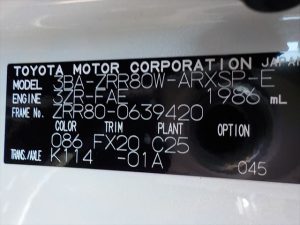 TOYOTA MOTOR CORPORATION JAPAN
MODEL 3BA-ZRR80W-ARXSP-E
ENGINE 3ZR-FAE 1986 mL
FRAME No. ZRR80-0639420
COLOR TRIM PLANT OPTION
086 FX20 C25
TRANS./AXLE K114 -01A
045